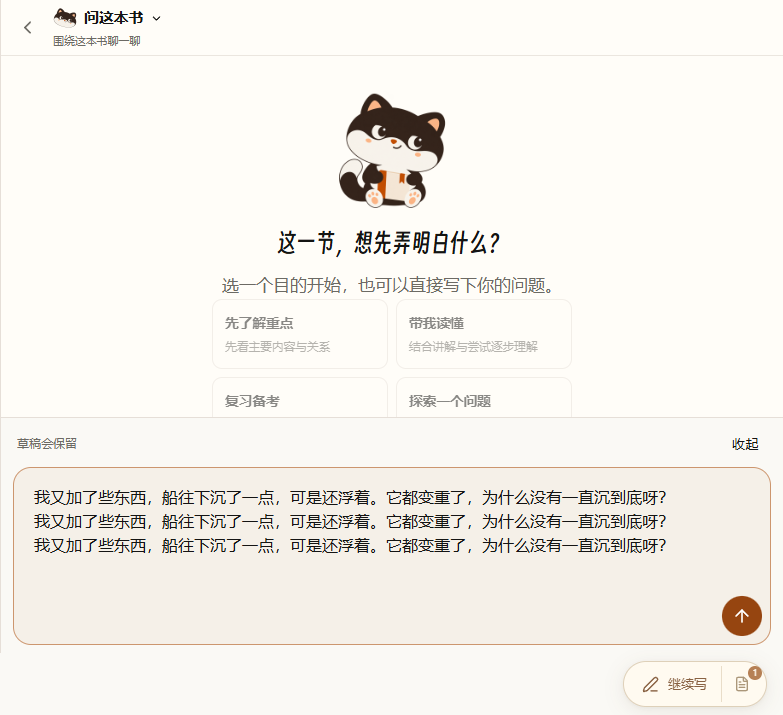 问这本书
围绕这本书聊一聊
这一节，想先弄明白什么？
选一个目的开始，也可以直接写下你的问题。
先了解重点
先看主要内容与关系
带我读懂
结合讲解与尝试逐步理解
复习备考
探索一个问题
草稿会保留
收起
我又加了些东西，船往下沉了一点，可是还浮着。它都变重了，为什么没有一直沉到底呀？
我又加了些东西，船往下沉了一点，可是还浮着。它都变重了，为什么没有一直沉到底呀？
我又加了些东西，船往下沉了一点，可是还浮着。它都变重了，为什么没有一直沉到底呀？
继续写
1